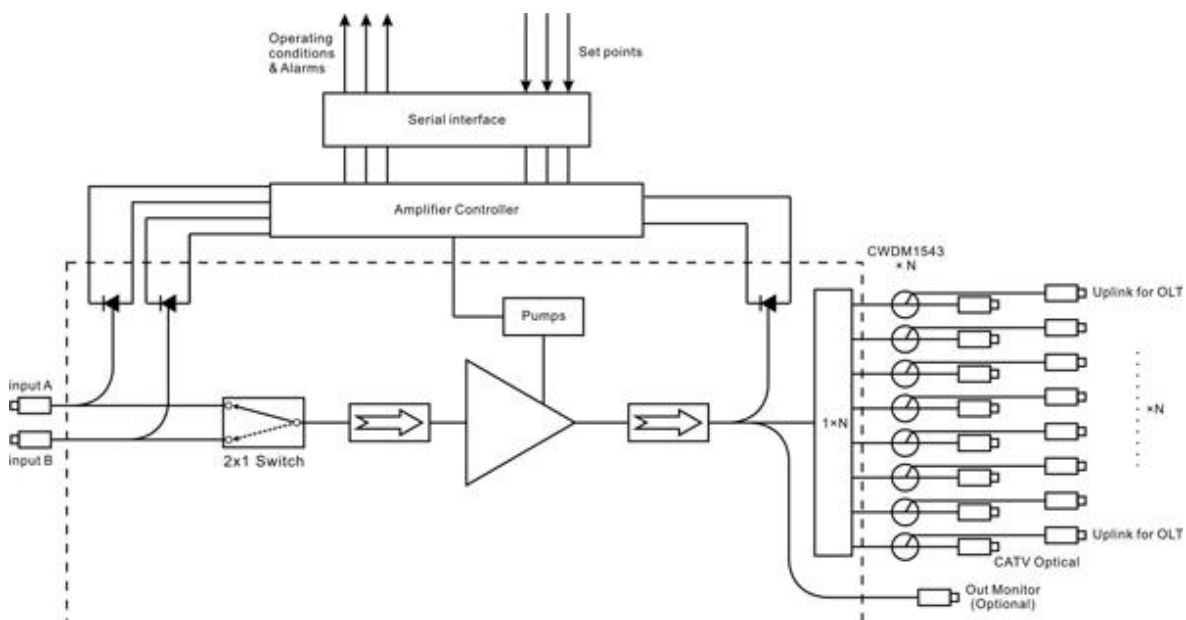 Operating
conditions
& Alarms
Set points
Serial interface
Amplifier Controller
CWDM1543
× N
Uplink for OLT
Pumps
input A
input B
2x1 Switch
1×N
×N
Uplink for OLT
CATV Optical
Out Monitor
(Optional)